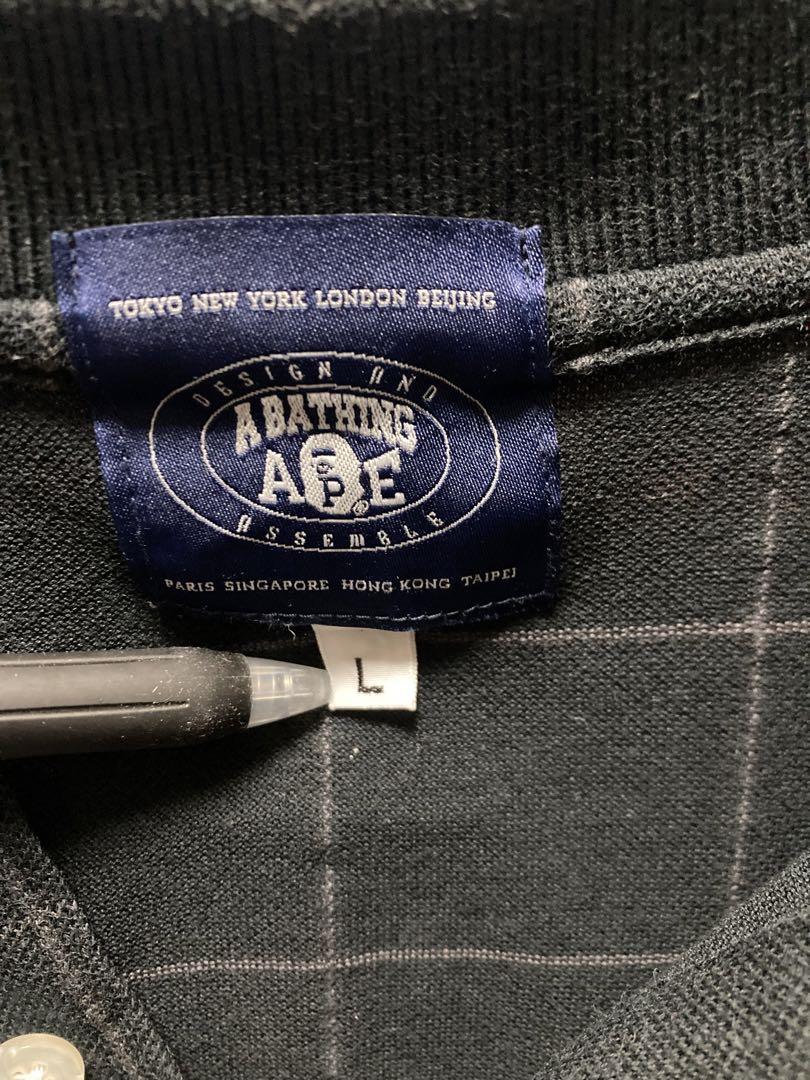 TOKYO NEW YORK LONDON BEIJING
DESIGN AND
A BATHING
APE®
ASSEMBLE
PARIS SINGAPORE HONG KONG TAIPEI
L